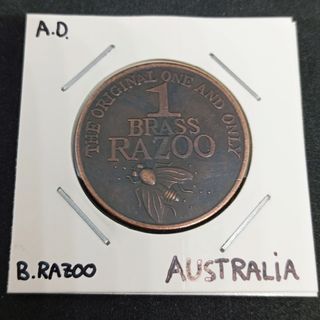 A.D.
THE ORIGINAL ONE AND ONLY
1
BRASS
RAZOO
B.RAZOO
AUSTRALiA